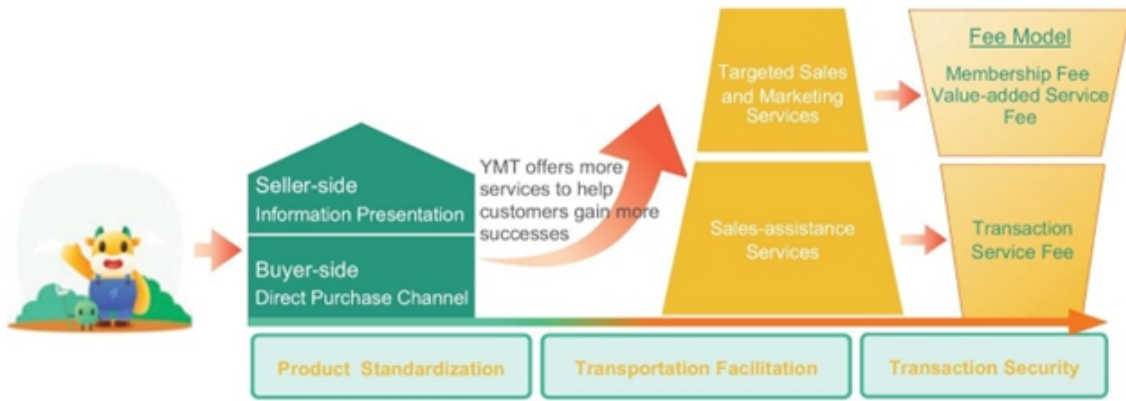 Seller-side
Information Presentation
Buyer-side
Direct Purchase Channel
YMT offers more
services to help
customers gain more
successes
Targeted Sales
and Marketing
Services
Sales-assistance
Services
Fee Model
Membership Fee
Value-added Service
Fee
Transaction
Service Fee
Product Standardization
Transportation Facilitation
Transaction Security